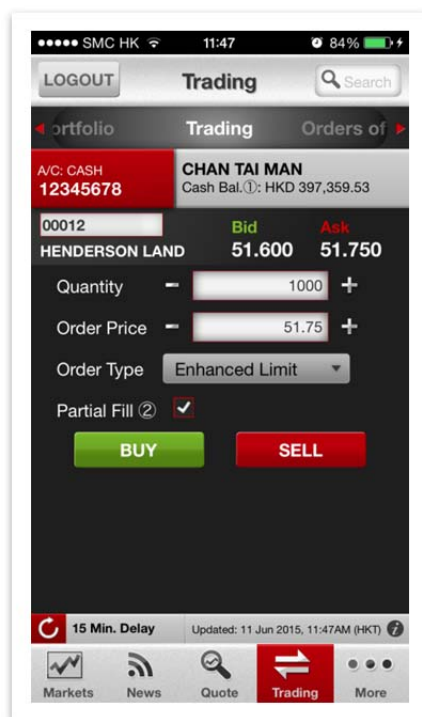 SMC HK 11:47 84%
LOGOUT Trading Search
ortfolio Trading Orders of
A/C: CASH
12345678
CHAN TAI MAN
Cash Bal.①: HKD 397,359.53
00012 Bid Ask
HENDERSON LAND 51.600 51.750
Quantity - 1000 +
Order Price - 51.75 +
Order Type Enhanced Limit
Partial Fill ②
BUY SELL
15 Min. Delay Updated: 11 Jun 2015, 11:47AM (HKT) i
Markets News Quote Trading More